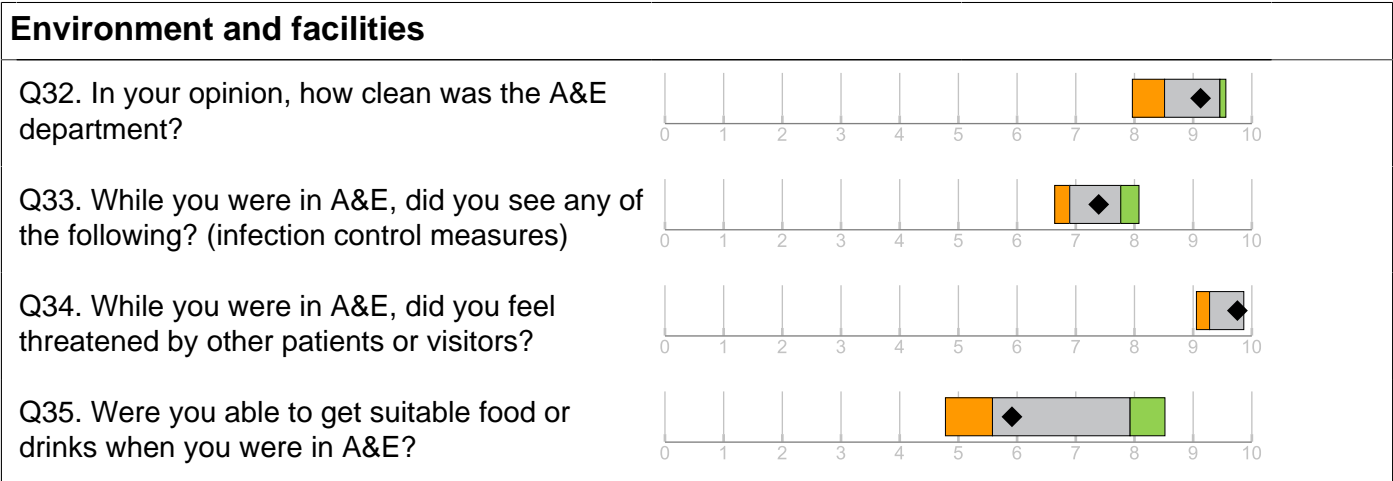 Environment and facilities
Q32. In your opinion, how clean was the A&E
department?
0 1 2 3 4 5 6 7 8 9 10
Q33. While you were in A&E, did you see any of
the following? (infection control measures)
0 1 2 3 4 5 6 7 8 9 10
Q34. While you were in A&E, did you feel
threatened by other patients or visitors?
0 1 2 3 4 5 6 7 8 9 10
Q35. Were you able to get suitable food or
drinks when you were in A&E?
0 1 2 3 4 5 6 7 8 9 10